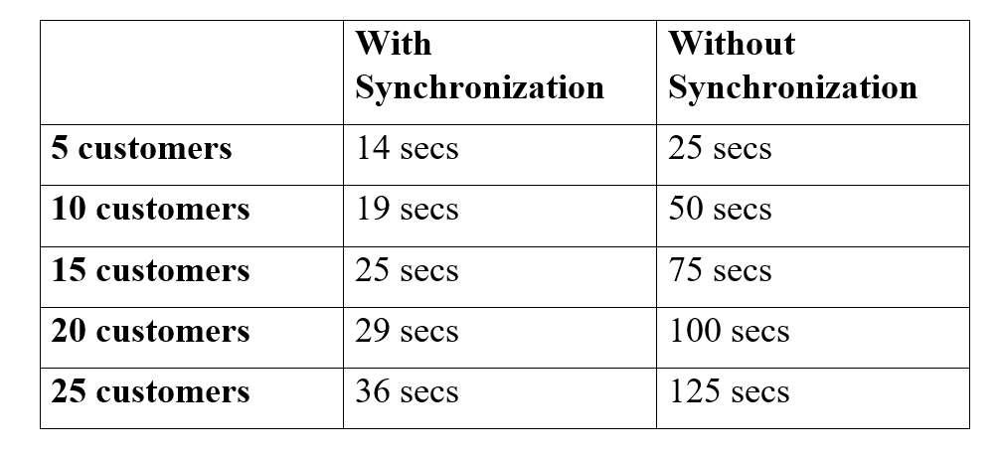 With Synchronization Without Synchronization
5 customers 14 secs 25 secs
10 customers 19 secs 50 secs
15 customers 25 secs 75 secs
20 customers 29 secs 100 secs
25 customers 36 secs 125 secs